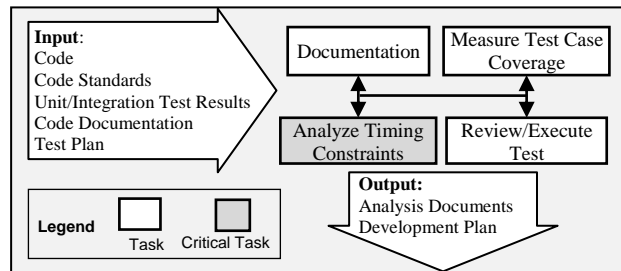 Input:
Code
Code Standards
Unit/Integration Test Results
Code Documentation
Test Plan
Documentation
Measure Test Case
Coverage
Analyze Timing
Constraints
Review/Execute
Test
Output:
Analysis Documents
Development Plan
Legend
Task
Critical Task